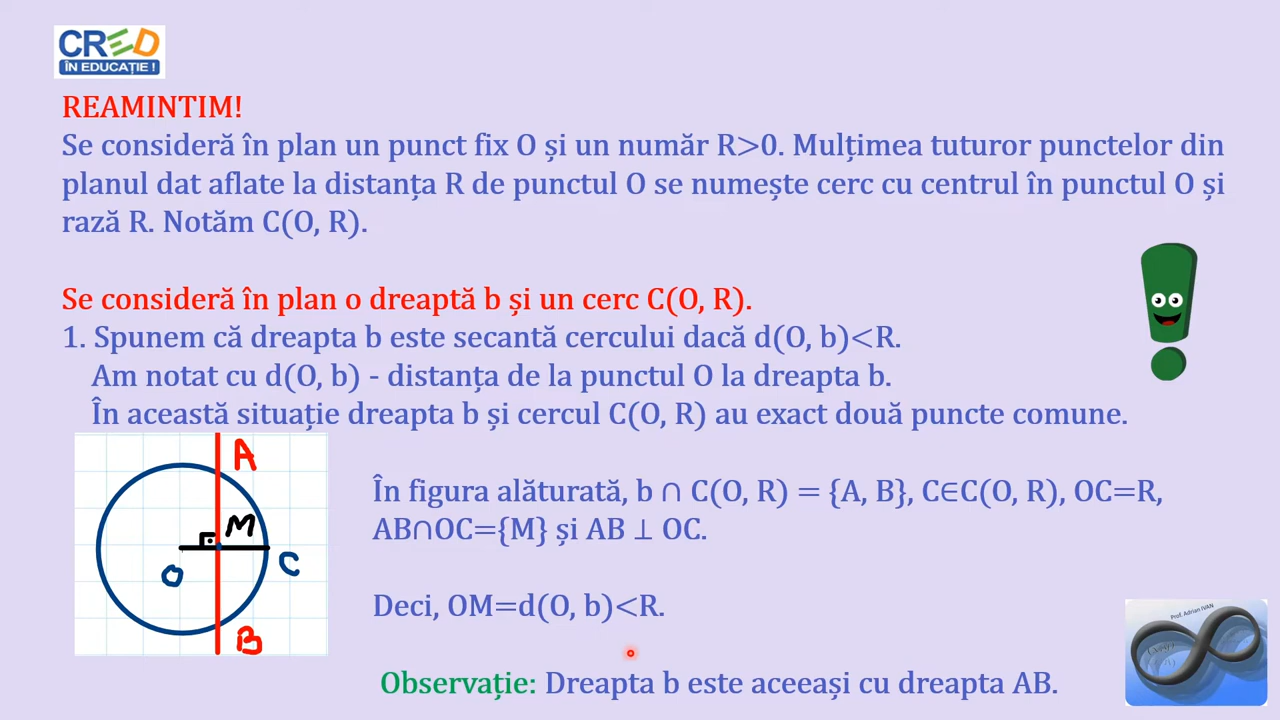 CRED
ÎN EDUCAȚIE !
REAMINTIM!
Se consideră în plan un punct fix O și un număr R>0. Mulțimea tuturor punctelor din
planul dat aflate la distanța R de punctul O se numește cerc cu centrul în punctul O și
rază R. Notăm C(O, R).
Se consideră în plan o dreaptă b și un cerc C(O, R).
1. Spunem că dreapta b este secantă cercului dacă d(O, b)<R.
Am notat cu d(O, b) - distanța de la punctul O la dreapta b.
În această situație dreapta b și cercul C(O, R) au exact două puncte comune.
A
M
O
C
B
În figura alăturată, b ∩ C(O, R) = {A, B}, C∈C(O, R), OC=R,
AB∩OC={M} și AB ⊥ OC.
Deci, OM=d(O, b)<R.
Observație: Dreapta b este aceeași cu dreapta AB.
Prof. Adrian IVAN